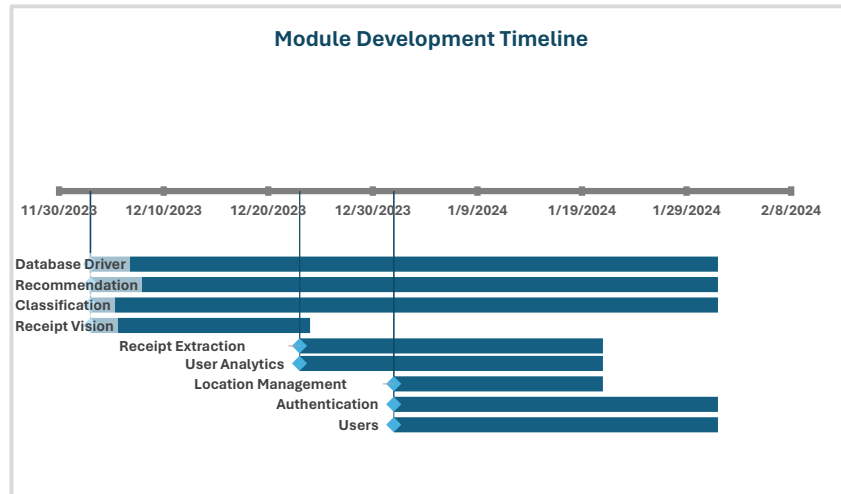 Module Development Timeline
11/30/2023 12/10/2023 12/20/2023 12/30/2023 1/9/2024 1/19/2024 1/29/2024 2/8/2024
Database Driver
Recommendation
Classification
Receipt Vision
Receipt Extraction
User Analytics
Location Management
Authentication
Users